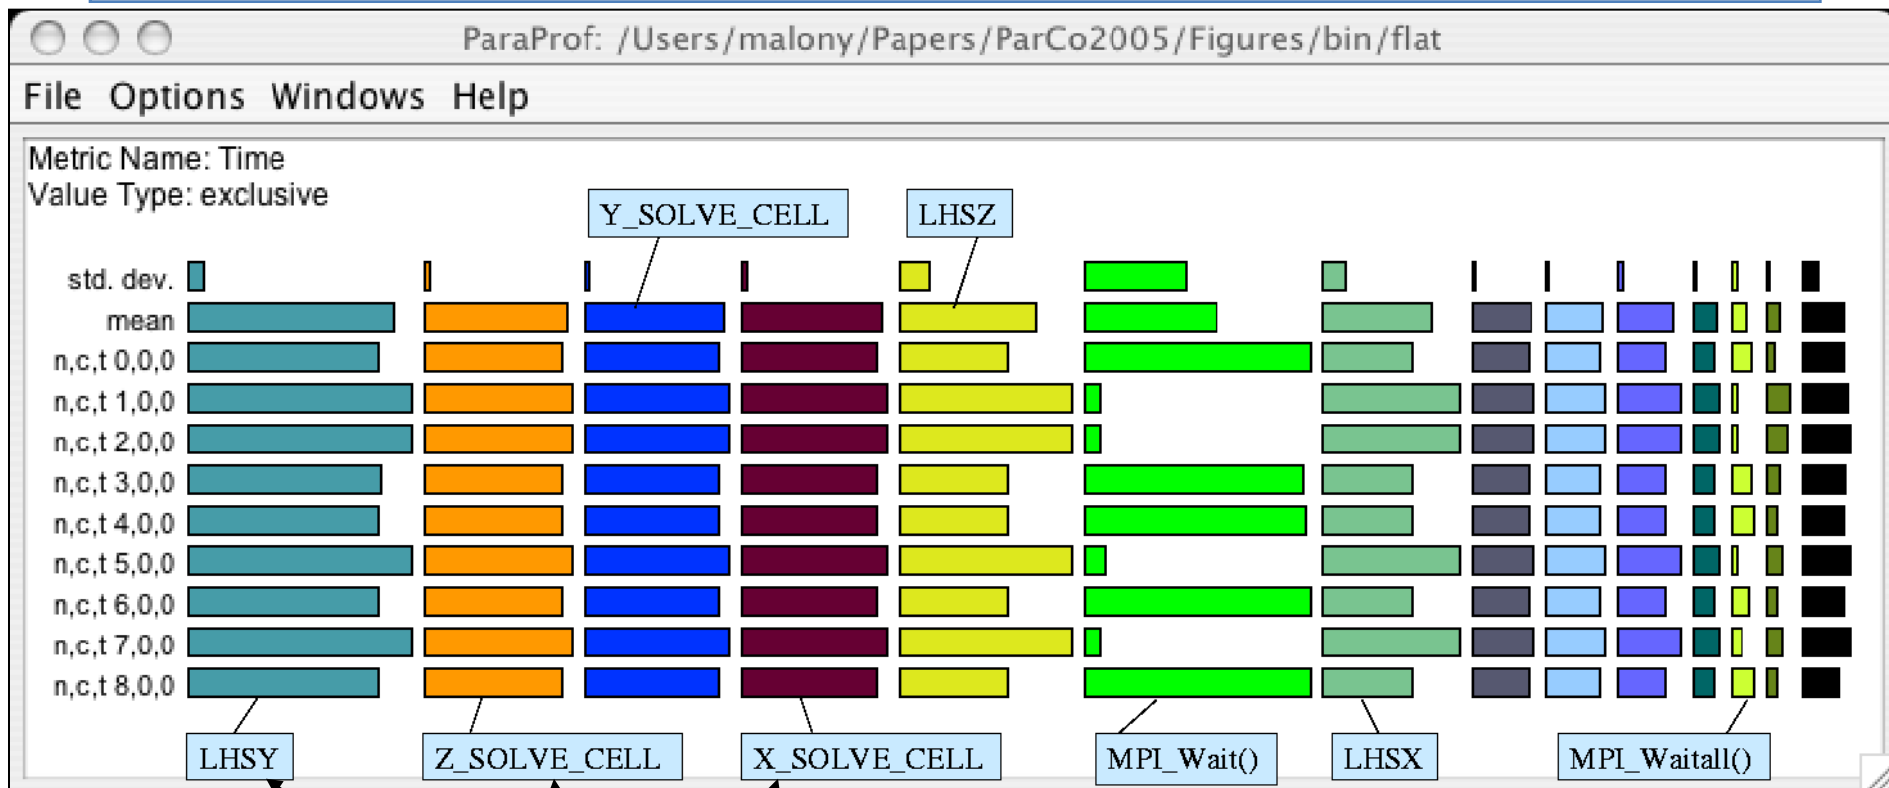 ParaProf: /Users/malony/Papers/ParCo2005/Figures/bin/flat
File Options Windows Help
Metric Name: Time
Value Type: exclusive
Y_SOLVE_CELL
LHSZ
std. dev.
mean
n,c,t 0,0,0
n,c,t 1,0,0
n,c,t 2,0,0
n,c,t 3,0,0
n,c,t 4,0,0
n,c,t 5,0,0
n,c,t 6,0,0
n,c,t 7,0,0
n,c,t 8,0,0
LHSY
Z_SOLVE_CELL
X_SOLVE_CELL
MPI_Wait()
LHSX
MPI_Waitall()